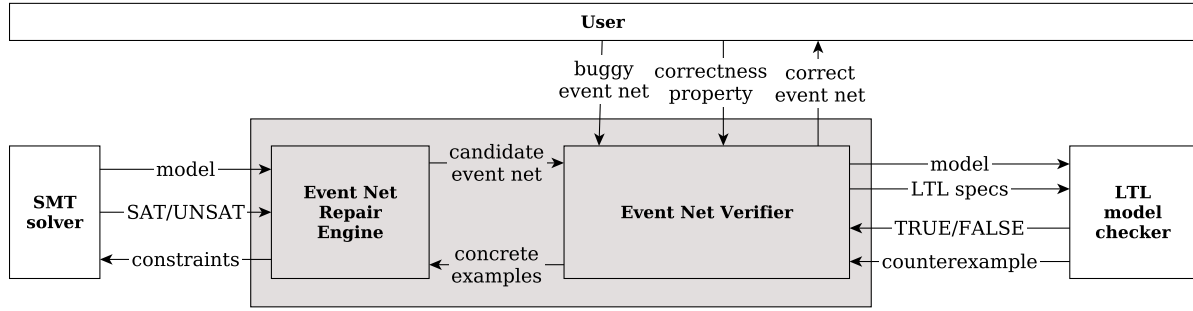 User
buggy
event net
correctness
property
correct
event net
SMT
solver
model
SAT/UNSAT
constraints
Event Net
Repair
Engine
candidate
event net
concrete
examples
Event Net Verifier
model
LTL specs
TRUE/FALSE
counterexample
LTL
model
checker